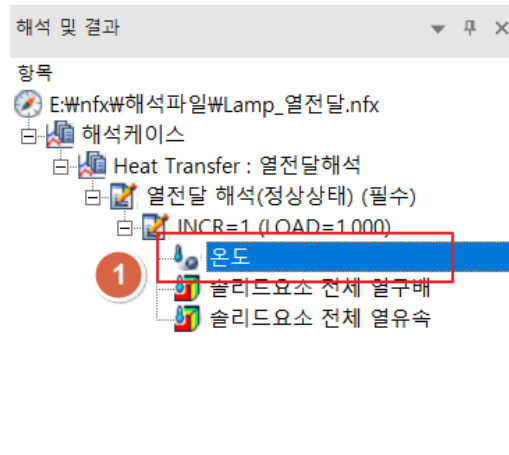 해석 및 결과
항목
E:₩nfx₩해석파일₩Lamp_열전달.nfx
해석케이스
Heat Transfer : 열전달해석
열전달 해석(정상상태) (필수)
INCR=1 (LOAD=1.000)
온도
1
솔리드요소 전체 열구배
솔리드요소 전체 열유속